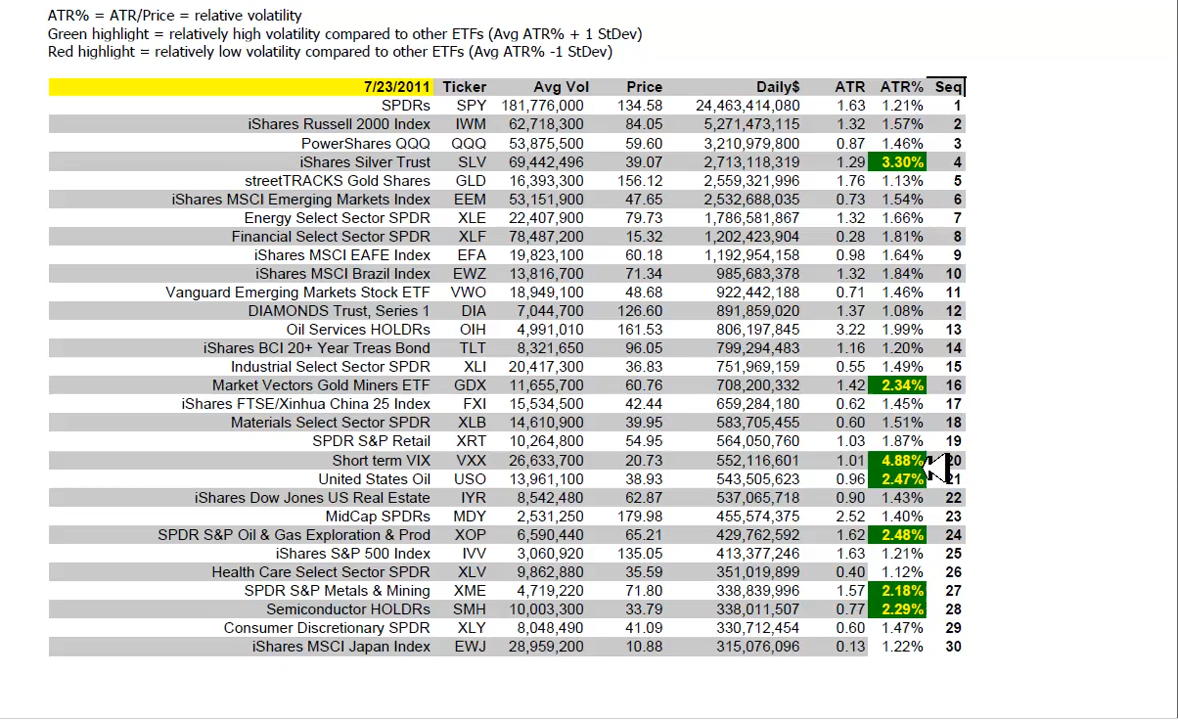 ATR% = ATR/Price = relative volatility
Green highlight = relatively high volatility compared to other ETFs (Avg ATR% + 1 StDev)
Red highlight = relatively low volatility compared to other ETFs (Avg ATR% -1 StDev)
7/23/2011 Ticker Avg Vol Price Daily$ ATR ATR% Seq
SPDRs SPY 181,776,000 134.58 24,463,414,080 1.63 1.21% 1
iShares Russell 2000 Index IWM 62,718,300 84.05 5,271,473,115 1.32 1.57% 2
PowerShares QQQ QQQ 53,875,500 59.60 3,210,979,800 0.87 1.46% 3
iShares Silver Trust SLV 69,442,496 39.07 2,713,118,319 1.29 3.30% 4
streetTRACKS Gold Shares GLD 16,393,300 156.12 2,559,321,996 1.76 1.13% 5
iShares MSCI Emerging Markets Index EEM 53,151,900 47.65 2,532,688,035 0.73 1.54% 6
Energy Select Sector SPDR XLE 22,407,900 79.73 1,786,581,867 1.32 1.66% 7
Financial Select Sector SPDR XLF 78,487,200 15.32 1,202,423,904 0.28 1.81% 8
iShares MSCI EAFE Index EFA 19,823,100 60.18 1,192,954,158 0.98 1.64% 9
iShares MSCI Brazil Index EWZ 13,816,700 71.34 985,683,378 1.32 1.84% 10
Vanguard Emerging Markets Stock ETF VWO 18,949,100 48.68 922,442,188 0.71 1.46% 11
DIAMONDS Trust, Series 1 DIA 7,044,700 126.60 891,859,020 1.37 1.08% 12
Oil Services HOLDRs OIH 4,991,010 161.53 806,197,845 3.22 1.99% 13
iShares BCI 20+ Year Treas Bond TLT 8,321,650 96.05 799,294,483 1.16 1.20% 14
Industrial Select Sector SPDR XLI 20,417,300 36.83 751,969,159 0.55 1.49% 15
Market Vectors Gold Miners ETF GDX 11,655,700 60.76 708,200,332 1.42 2.34% 16
iShares FTSE/Xinhua China 25 Index FXI 15,534,500 42.44 659,284,180 0.62 1.45% 17
Materials Select Sector SPDR XLB 14,610,900 39.95 583,705,455 0.60 1.51% 18
SPDR S&P Retail XRT 10,264,800 54.95 564,050,760 1.03 1.87% 19
Short term VIX VXX 26,633,700 20.73 552,116,601 1.01 4.88% 20
United States Oil USO 13,961,100 38.93 543,505,623 0.96 2.47% 21
iShares Dow Jones US Real Estate IYR 8,542,480 62.87 537,065,718 0.90 1.43% 22
MidCap SPDRs MDY 2,531,250 179.98 455,574,375 2.52 1.40% 23
SPDR S&P Oil & Gas Exploration & Prod XOP 6,590,440 65.21 429,762,592 1.62 2.48% 24
iShares S&P 500 Index IVV 3,060,920 135.05 413,377,246 1.63 1.21% 25
Health Care Select Sector SPDR XLV 9,862,880 35.59 351,019,899 0.40 1.12% 26
SPDR S&P Metals & Mining XME 4,719,220 71.80 338,839,996 1.57 2.18% 27
Semiconductor HOLDRs SMH 10,003,300 33.79 338,011,507 0.77 2.29% 28
Consumer Discretionary SPDR XLY 8,048,490 41.09 330,712,454 0.60 1.47% 29
iShares MSCI Japan Index EWJ 28,959,200 10.88 315,076,096 0.13 1.22% 30